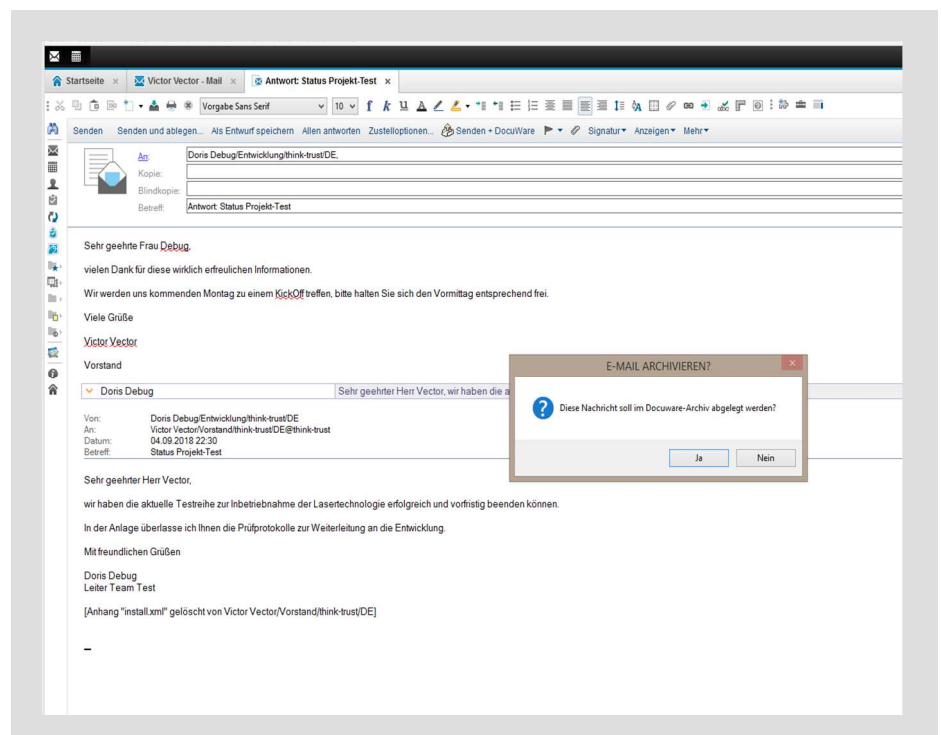 Startseite × Victor Vector - Mail × Antwort: Status Projekt-Test ×
Vorgabe Sans Serif 10 f k U A
Senden Senden und ablegen... Als Entwurf speichern Allen antworten Zustelloptionen... Senden + DocuWare Signatur Anzeigen Mehr
An: Doris Debug/Entwicklung/think-trust/DE,
Kopie:
Blindkopie:
Betreff: Antwort: Status Projekt-Test
Sehr geehrte Frau Debug,
vielen Dank für diese wirklich erfreulichen Informationen.
Wir werden uns kommenden Montag zu einem KickOff treffen, bitte halten Sie sich den Vormittag entsprechend frei.
Viele Grüße
Victor Vector
Vorstand
Doris Debug Sehr geehrter Herr Vector, wir haben die a
Von: Doris Debug/Entwicklung/think-trust/DE
An: Victor Vector/Vorstand/think-trust/DE@think-trust
Datum: 04.09.2018 22:30
Betreff: Status Projekt-Test
Sehr geehrter Herr Vector,
wir haben die aktuelle Testreihe zur Inbetriebnahme der Lasertechnologie erfolgreich und vorfristig beenden können.
In der Anlage überlasse ich Ihnen die Prüfprotokolle zur Weiterleitung an die Entwicklung.
Mit freundlichen Grüßen
Doris Debug
Leiter Team Test
[Anhang "install.xml" gelöscht von Victor Vector/Vorstand/think-trust/DE]
E-MAIL ARCHIVIEREN? ×
Diese Nachricht soll im Docuware-Archiv abgelegt werden?
Ja Nein